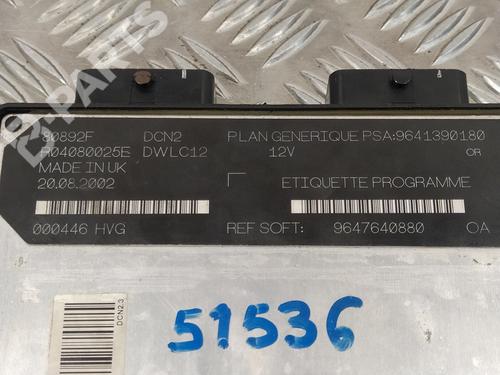 80892F DCN2 PLAN GENERIQUE PSA:9641390180
R04080025E DWLC12 12V OR
MADE IN UK
20.08.2002 ETIQUETTE PROGRAMME
000446 HVG REF SOFT: 9647640880 OA
DCN2.3
51536
B-PARTS